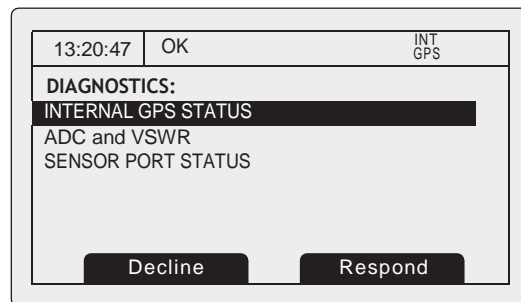 13:20:47 OK INT
GPS
DIAGNOSTICS:
INTERNAL GPS STATUS
ADC and VSWR
SENSOR PORT STATUS
Decline Respond